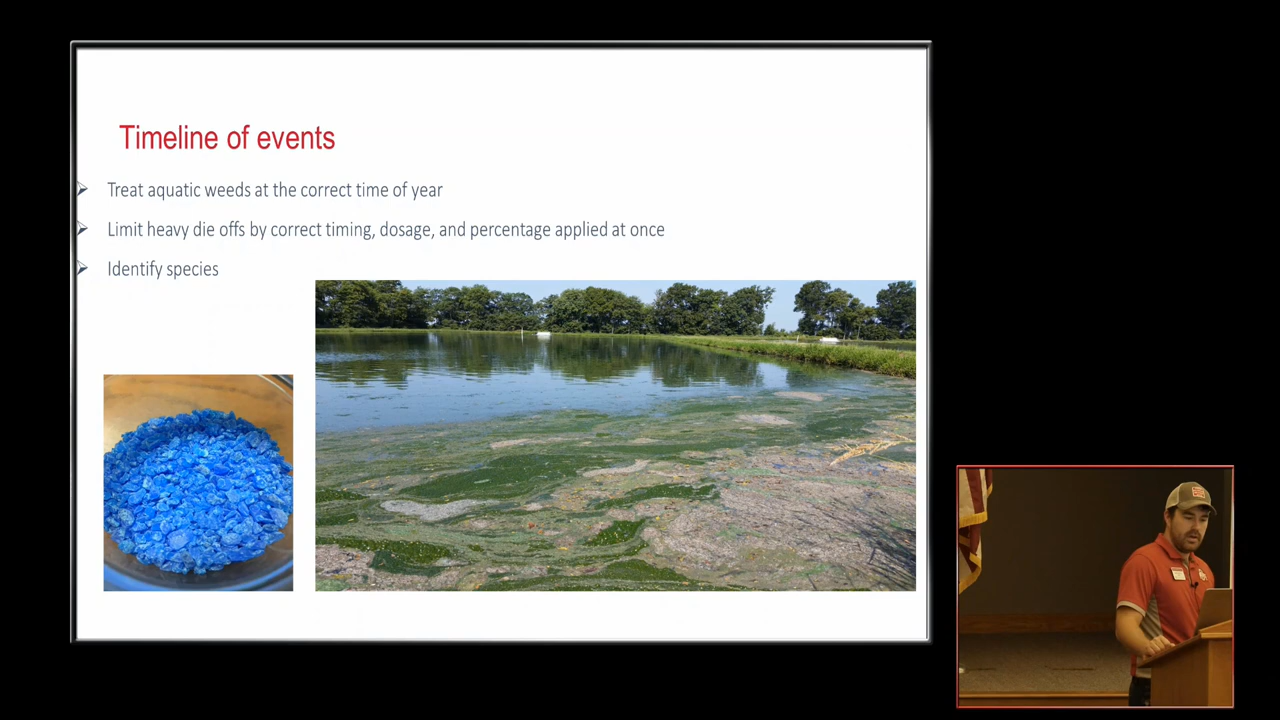 Timeline of events
Treat aquatic weeds at the correct time of year
Limit heavy die offs by correct timing, dosage, and percentage applied at once
Identify species